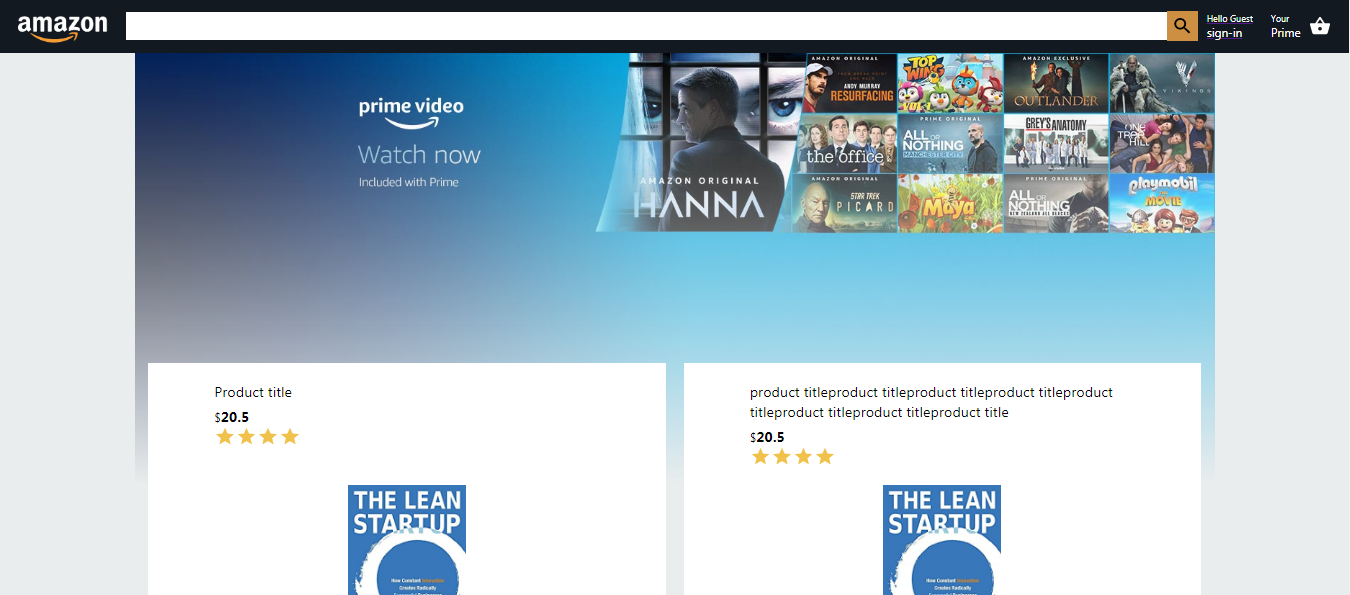 amazon
Hello Guest
sign-in
Your
Prime
prime video
Watch now
Included with Prime
AMAZON ORIGINAL
HANNA
AMAZON ORIGINAL
ANDY MURRAY
RESURFACING
TOP
WING
AMAZON EXCLUSIVE
OUTLANDER
VIKINGS
the office
PRIME ORIGINAL
ALL OR
NOTHING
MANCHESTER CITY
GREY'S ANATOMY
ONE
TREE
HILL
AMAZON ORIGINAL
STAR TREK
PICARD
Maya
PRIME ORIGINAL
ALL OR
NOTHING
NEW ZEALAND ALL BLACKS
playmobil
THE
MOVIE
Product title
$20.5
product titleproduct titleproduct titleproduct titleproduct
titleproduct titleproduct titleproduct title
$20.5
THE LEAN
STARTUP
How Constant Innovation
Creates Radically
THE LEAN
STARTUP
How Constant Innovation
Creates Radically